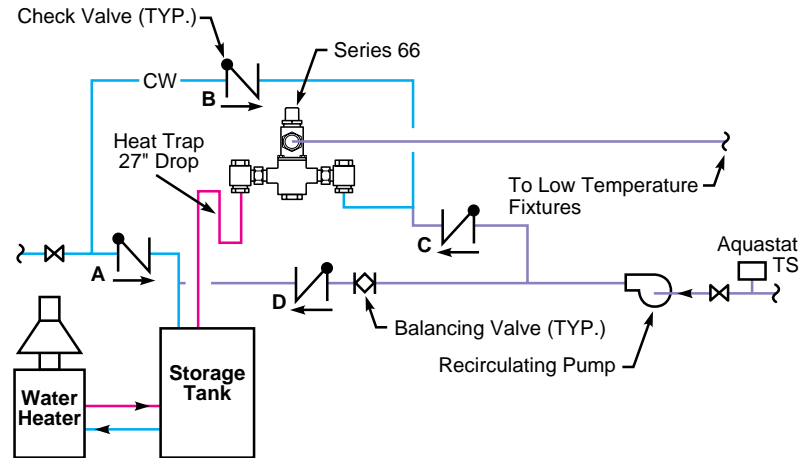 Check Valve (TYP.)
Series 66
CW
B
Heat Trap
27" Drop
To Low Temperature
Fixtures
C
Aquastat
TS
A
D
Balancing Valve (TYP.)
Recirculating Pump
Storage
Tank
Water
Heater